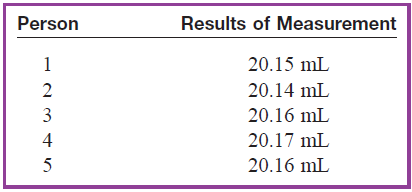 Person Results of Measurement
1 20.15 mL
2 20.14 mL
3 20.16 mL
4 20.17 mL
5 20.16 mL